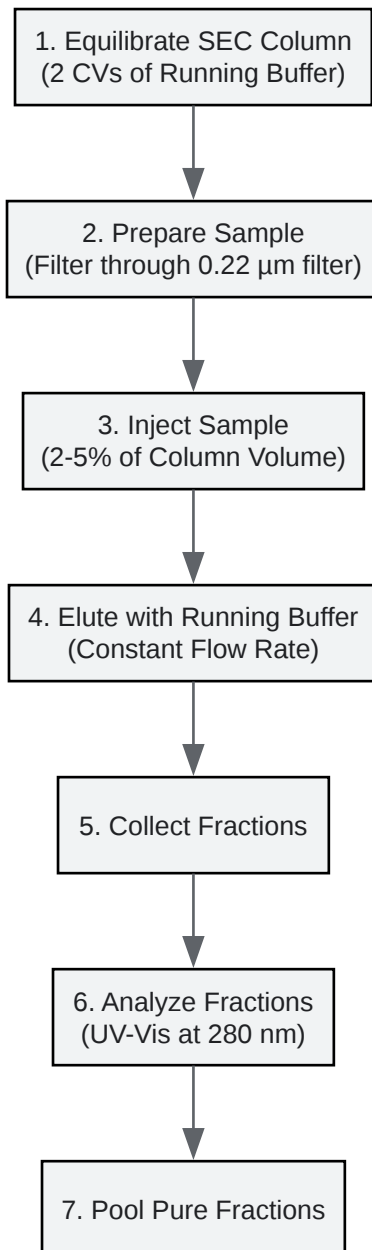 1. Equilibrate SEC Column
(2 CVs of Running Buffer)
2. Prepare Sample
(Filter through 0.22 µm filter)
3. Inject Sample
(2-5% of Column Volume)
4. Elute with Running Buffer
(Constant Flow Rate)
5. Collect Fractions
6. Analyze Fractions
(UV-Vis at 280 nm)
7. Pool Pure Fractions